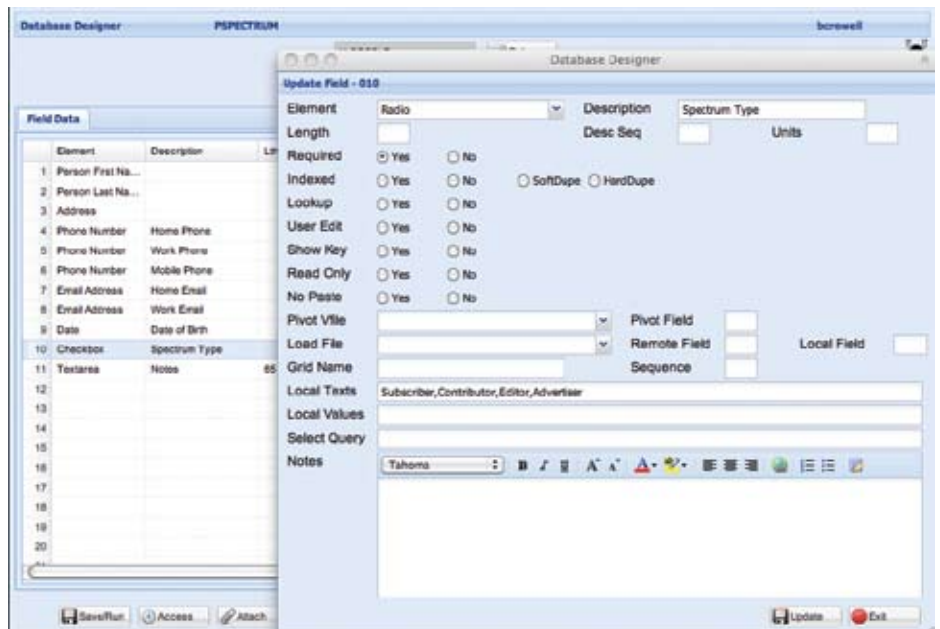 Database Designer PSPECTRUM bcrowell
Database Designer
Update Field - 010
Element Radio Description Spectrum Type
Length Desc Seq Units
Required Yes No
Indexed Yes No SoftDupe HardDupe
Lookup Yes No
User Edit Yes No
Show Key Yes No
Read Only Yes No
No Paste Yes No
Pivot Vfile Pivot Field
Load File Remote Field Local Field
Grid Name Sequence
Local Texts Subscriber,Contributor,Editor,Advertiser
Local Values
Select Query
Notes Tahoma B I U A A A
Update Exit
Field Data
Element Description
1 Person First Na...
2 Person Last Na...
3 Address
4 Phone Number Home Phone
5 Phone Number Work Phone
6 Phone Number Mobile Phone
7 Email Address Home Email
8 Email Address Work Email
9 Date Date of Birth
10 Checkbox Spectrum Type
11 Textarea Notes 65
12
13
14
15
16
17
18
19
20
Save/Run Access Attach